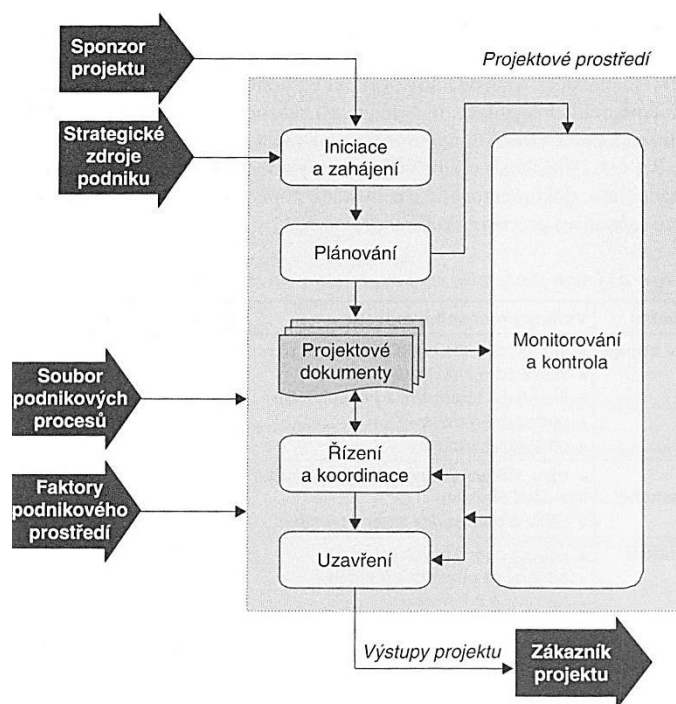 Sponzor
projektu
Projektové prostředí
Strategické
zdroje
podniku
Iniciace
a zahájení
Plánování
Projektové
dokumenty
Monitorování
a kontrola
Soubor
podnikových
procesů
Řízení
a koordinace
Faktory
podnikového
prostředí
Uzavření
Výstupy projektu
Zákazník
projektu